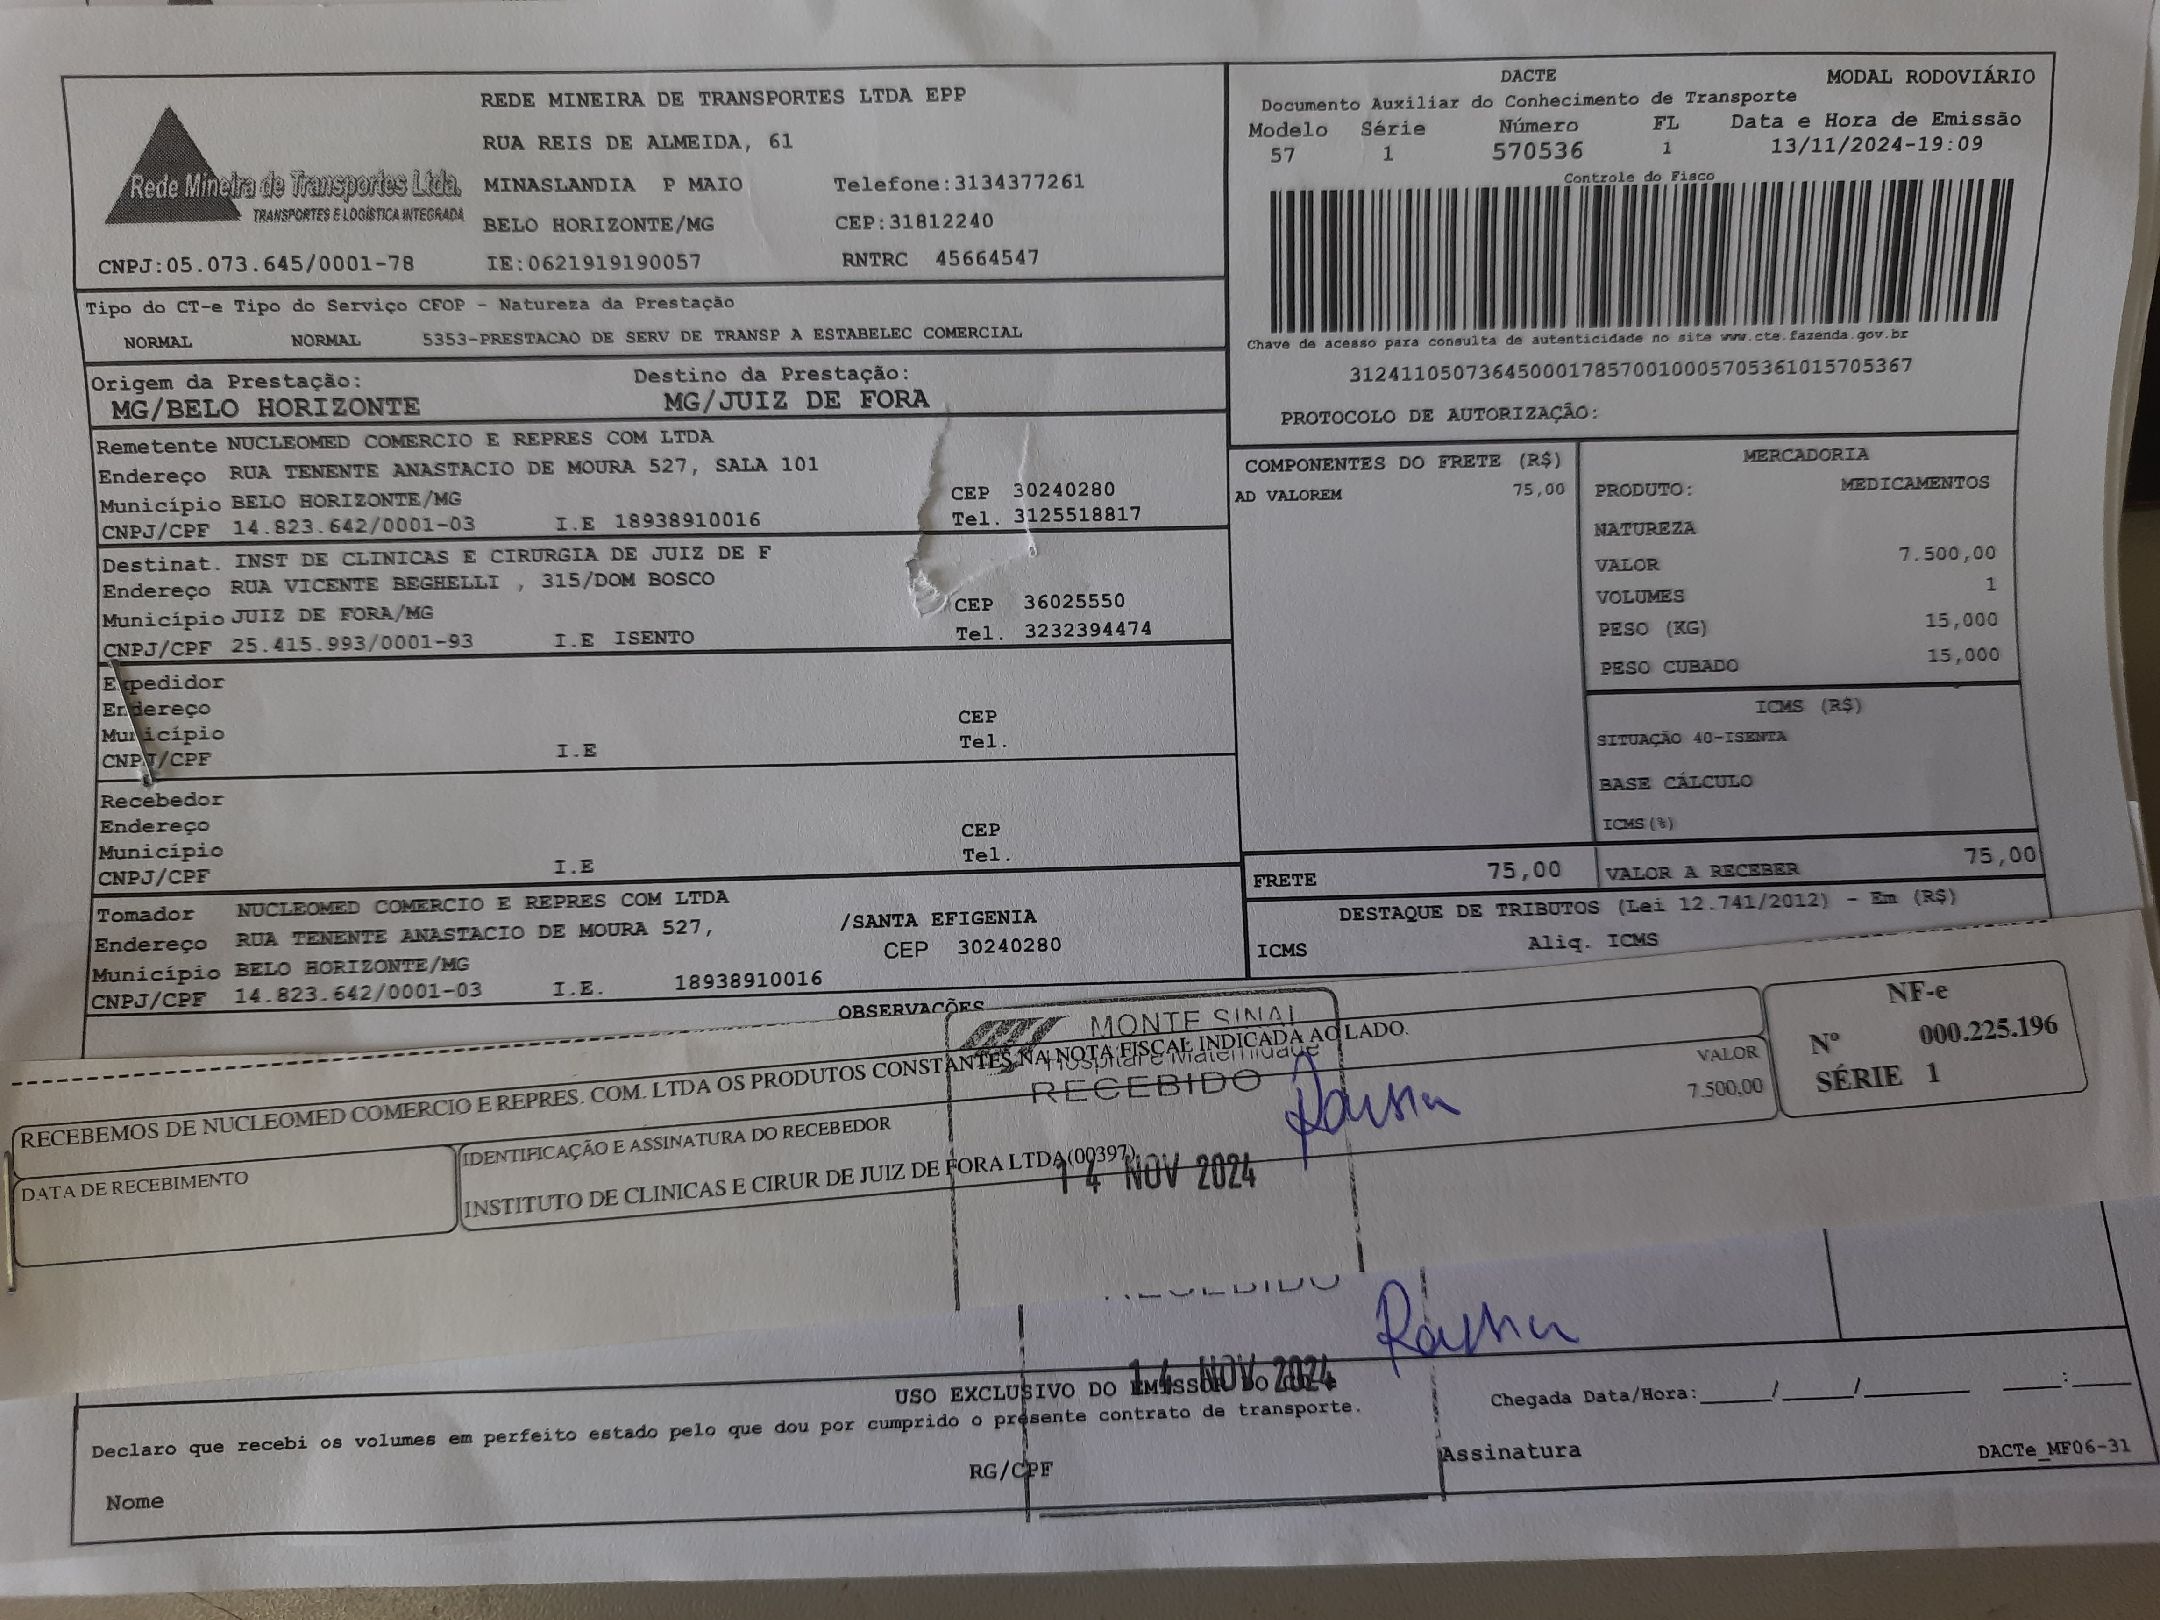 REDE MINEIRA DE TRANSPORTES LTDA EPP
RUA REIS DE ALMEIDA, 61
Rede Mineira de Transportes Ltda.
TRANSPORTES E LOGÍSTICA INTEGRADA
MINASLANDIA P MAIO Telefone:3134377261
BELO HORIZONTE/MG CEP:31812240
CNPJ:05.073.645/0001-78 IE:0621919190057 RNTRC 45664547
DACTE MODAL RODOVIÁRIO
Documento Auxiliar do Conhecimento de Transporte
Modelo Série Número FL Data e Hora de Emissão
57 1 570536 1 13/11/2024-19:09
Controle do Fisco
Chave de acesso para consulta de autenticidade no site www.cte.fazenda.gov.br
31241105073645000178570010005705361015705367
PROTOCOLO DE AUTORIZAÇÃO:
Tipo do CT-e Tipo do Serviço CFOP - Natureza da Prestação
NORMAL NORMAL 5353-PRESTACAO DE SERV DE TRANSP A ESTABELEC COMERCIAL
Origem da Prestação: Destino da Prestação:
MG/BELO HORIZONTE MG/JUIZ DE FORA
Remetente NUCLEOMED COMERCIO E REPRES COM LTDA
Endereço RUA TENENTE ANASTACIO DE MOURA 527, SALA 101
Município BELO HORIZONTE/MG CEP 30240280
CNPJ/CPF 14.823.642/0001-03 I.E 18938910016 Tel. 3125518817
Destinat. INST DE CLINICAS E CIRURGIA DE JUIZ DE F
Endereço RUA VICENTE BEGHELLI , 315/DOM BOSCO
Município JUIZ DE FORA/MG CEP 36025550
CNPJ/CPF 25.415.993/0001-93 I.E ISENTO Tel. 3232394474
Expedidor
Endereço
Município CEP
CNPJ/CPF I.E Tel.
Recebedor
Endereço
Município CEP
CNPJ/CPF I.E Tel.
Tomador NUCLEOMED COMERCIO E REPRES COM LTDA
Endereço RUA TENENTE ANASTACIO DE MOURA 527, /SANTA EFIGENIA
Município BELO HORIZONTE/MG CEP 30240280
CNPJ/CPF 14.823.642/0001-03 I.E. 18938910016
COMPONENTES DO FRETE (R$)
AD VALOREM 75,00
MERCADORIA
PRODUTO: MEDICAMENTOS
NATUREZA
VALOR 7.500,00
VOLUMES 1
PESO (KG) 15,000
PESO CUBADO 15,000
ICMS (R$)
SITUAÇÃO 40-ISENTA
BASE CÁLCULO
ICMS(%)
FRETE 75,00 VALOR A RECEBER 75,00
DESTAQUE DE TRIBUTOS (Lei 12.741/2012) - Em (R$)
ICMS Aliq. ICMS
OBSERVAÇÕES
RECEBEMOS DE NUCLEOMED COMERCIO E REPRES. COM. LTDA OS PRODUTOS CONSTANTES NA NOTA FISCAL INDICADA AO LADO.
DATA DE RECEBIMENTO
IDENTIFICAÇÃO E ASSINATURA DO RECEBEDOR
INSTITUTO DE CLINICAS E CIRUR DE JUIZ DE FORA LTDA(00397)
VALOR
7.500,00
NF-e
Nº 000.225.196
SÉRIE 1
MONTE SINAI
Hospital e Maternidade
RECEBIDO
14 NOV 2024
RECEBIDO
14 NOV 2024
USO EXCLUSIVO DO EMISSOR DO
Declaro que recebi os volumes em perfeito estado pelo que dou por cumprido o présente contrato de transporte.
Chegada Data/Hora:_____/_____/________ ____:____
Nome RG/CPF Assinatura
DACTe_MF06-31